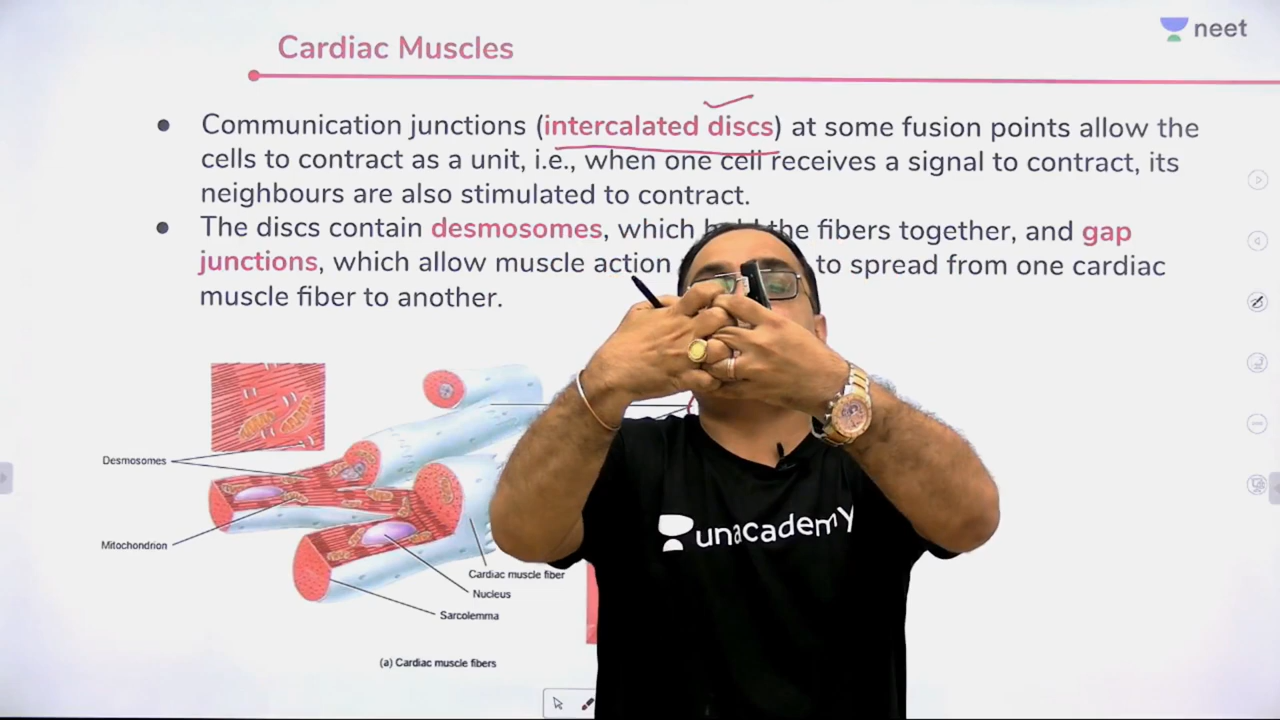 neet
Cardiac Muscles
Communication junctions (intercalated discs) at some fusion points allow the
cells to contract as a unit, i.e., when one cell receives a signal to contract, its
neighbours are also stimulated to contract.
The discs contain desmosomes, which the fibers together, and gap
junctions, which allow muscle action to spread from one cardiac
muscle fiber to another.
Desmosomes
Mitochondrion
Cardiac muscle fiber
Nucleus
Sarcolemma
(a) Cardiac muscle fibers
unacademy